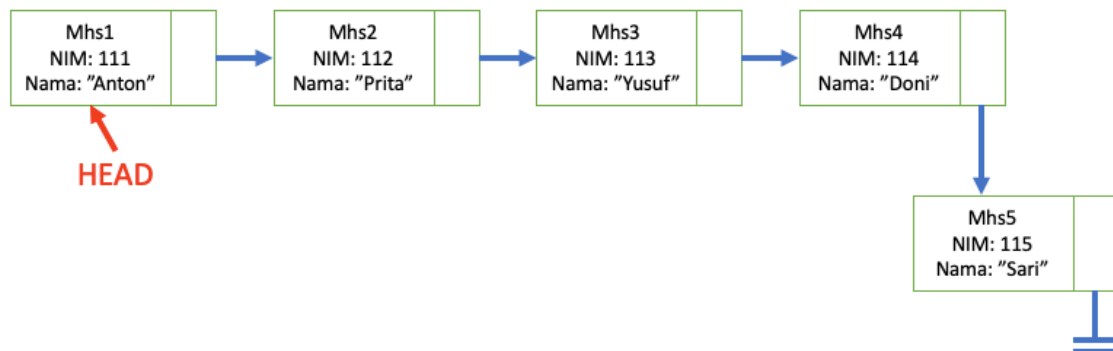 Mhs1
NIM: 111
Nama: ”Anton”
Mhs2
NIM: 112
Nama: ”Prita”
Mhs3
NIM: 113
Nama: ”Yusuf”
Mhs4
NIM: 114
Nama: ”Doni”
HEAD
Mhs5
NIM: 115
Nama: ”Sari”